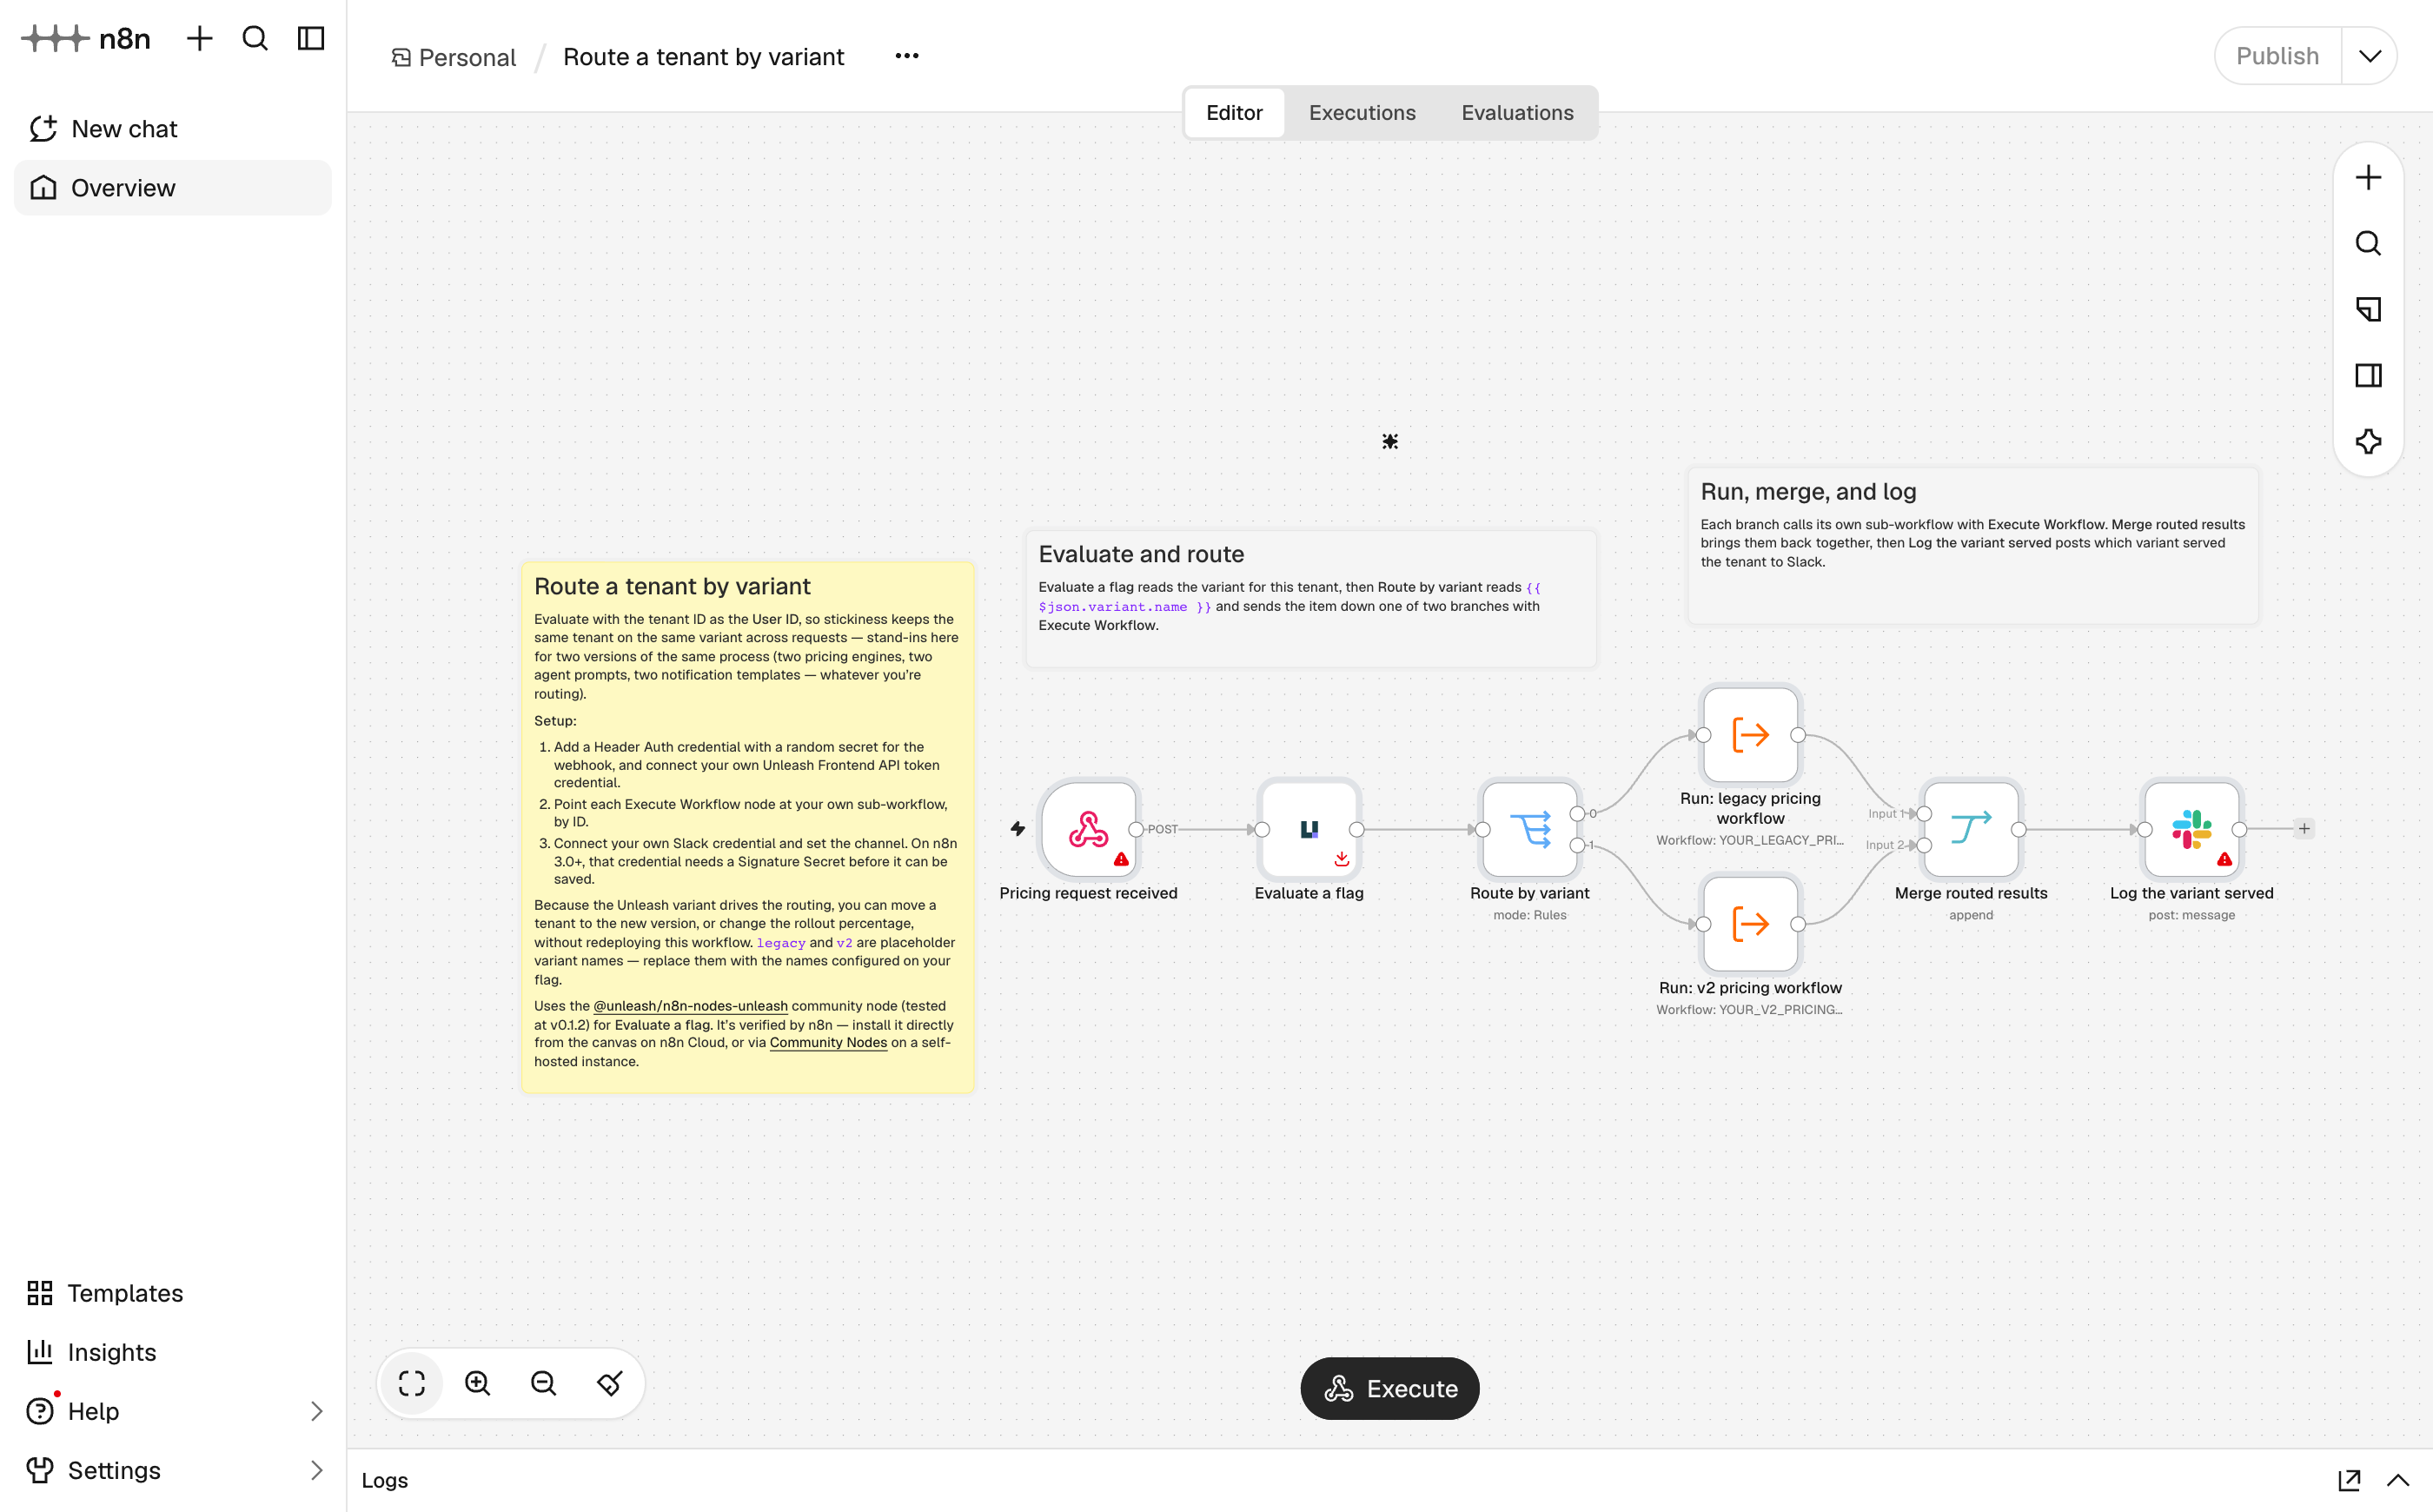 n8n
New chat
Overview
Templates
Insights
Help
Settings
Personal / Route a tenant by variant
Publish
Editor
Executions
Evaluations
Route a tenant by variant
Evaluate with the tenant ID as the User ID, so stickiness keeps the
same tenant on the same variant across requests — stand-ins here
for two versions of the same process (two pricing engines, two
agent prompts, two notification templates — whatever you're
routing).
Setup:
1. Add a Header Auth credential with a random secret for the
webhook, and connect your own Unleash Frontend API token
credential.
2. Point each Execute Workflow node at your own sub-workflow,
by ID.
3. Connect your own Slack credential and set the channel. On n8n
3.0+, that credential needs a Signature Secret before it can be
saved.
Because the Unleash variant drives the routing, you can move a
tenant to the new version, or change the rollout percentage,
without redeploying this workflow. legacy and v2 are placeholder
variant names — replace them with the names configured on your
flag.
Uses the @unleash/n8n-nodes-unleash community node (tested
at v0.1.2) for Evaluate a flag. It's verified by n8n — install it directly
from the canvas on n8n Cloud, or via Community Nodes on a self-
hosted instance.
Evaluate and route
Evaluate a flag reads the variant for this tenant, then Route by variant reads {{
$json.variant.name }} and sends the item down one of two branches with
Execute Workflow.
Run, merge, and log
Each branch calls its own sub-workflow with Execute Workflow. Merge routed results
brings them back together, then Log the variant served posts which variant served
the tenant to Slack.
Pricing request received
POST
Evaluate a flag
Route by variant
mode: Rules
0
1
Run: legacy pricing
workflow
Workflow: YOUR_LEGACY_PRI...
Run: v2 pricing workflow
Workflow: YOUR_V2_PRICING...
Input 1
Input 2
Merge routed results
append
Log the variant served
post: message
Execute
Logs